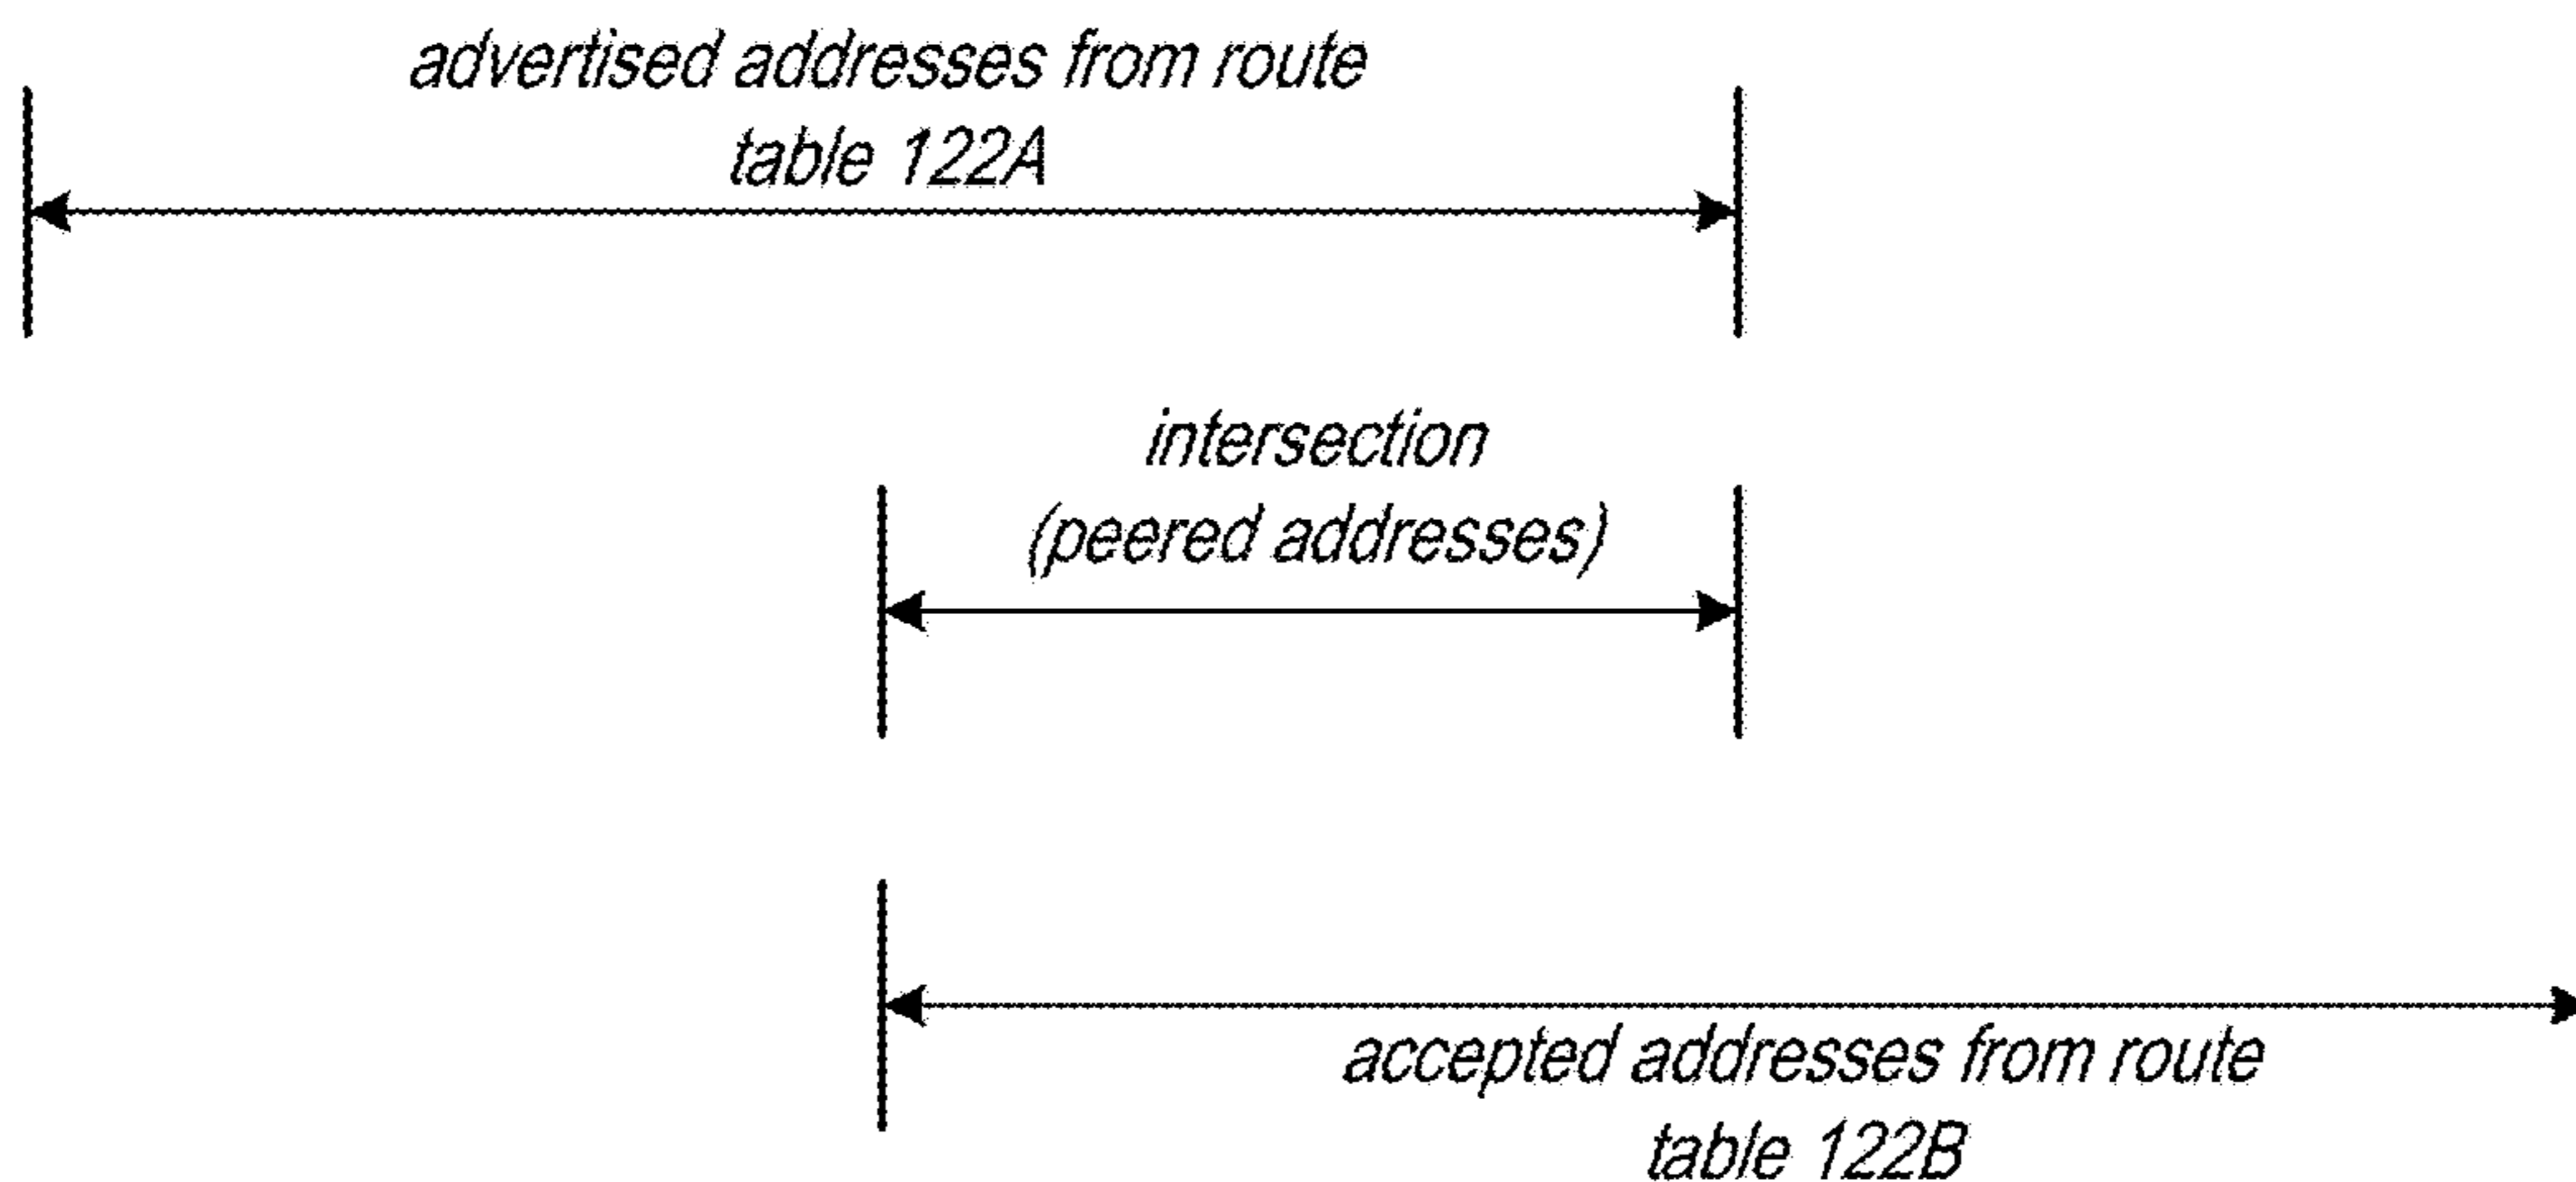 advertised addresses from route
table 122A
intersection
(peered addresses)
accepted addresses from route
table 122B